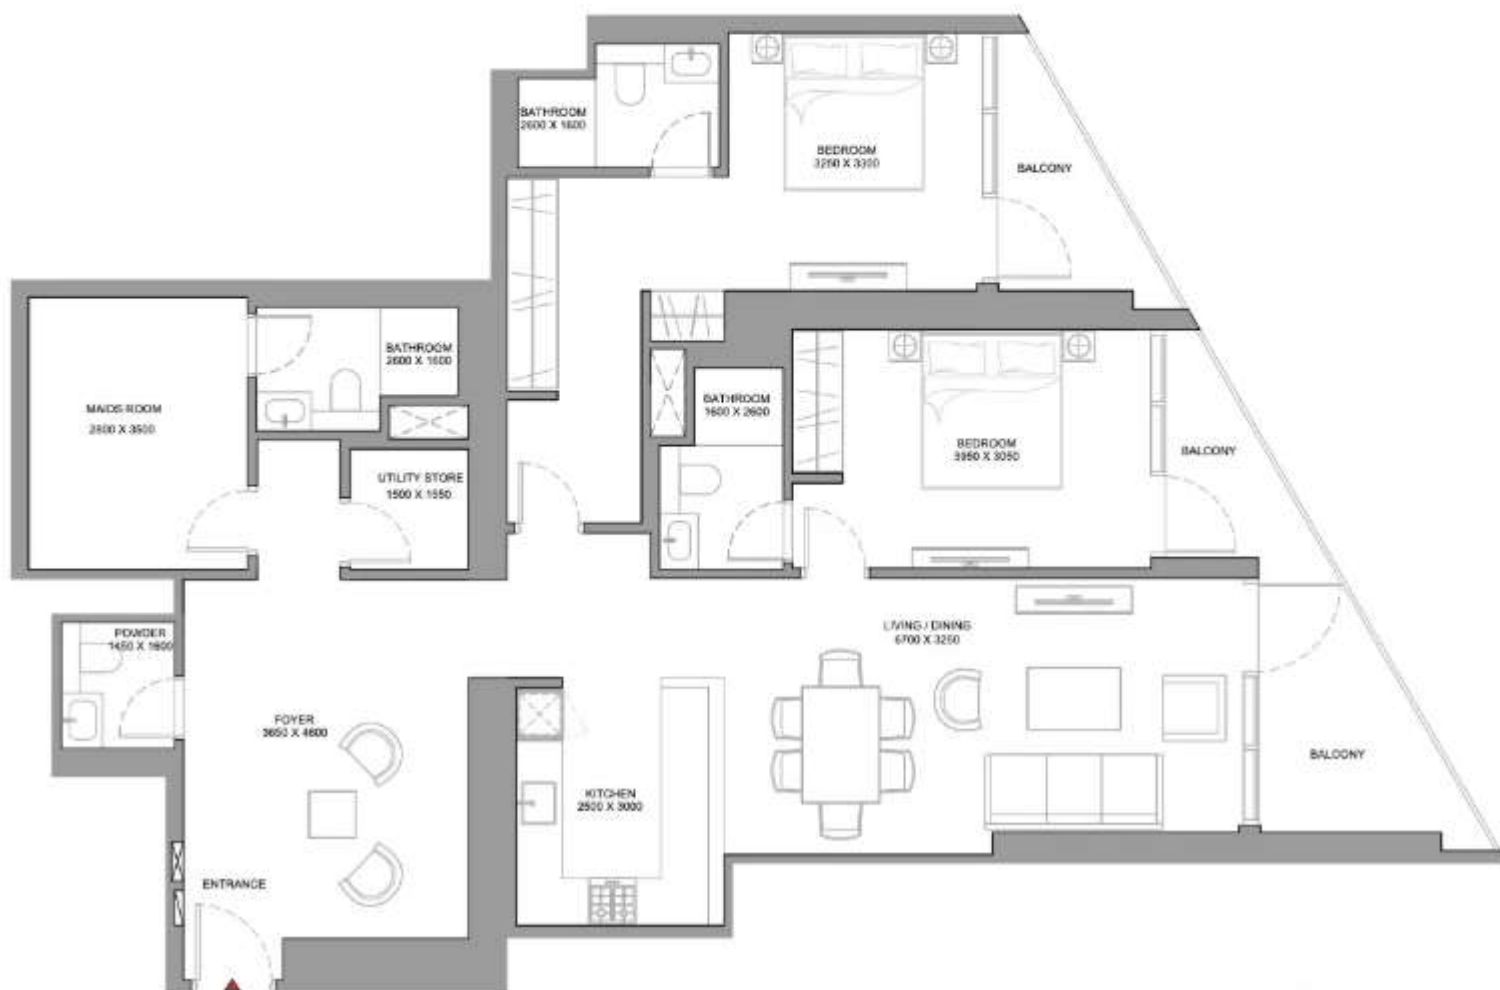 BATHROOM
2600 X 1600
BEDROOM
3250 X 3300
BALCONY
BATHROOM
2600 X 1600
MAIDS ROOM
2800 X 3500
BATHROOM
1600 X 2600
BEDROOM
3950 X 3050
BALCONY
UTILITY STORE
1500 X 1550
POWDER
1450 X 1600
LIVING / DINING
6700 X 3250
FOYER
3650 X 4600
BALCONY
KITCHEN
2500 X 3000
ENTRANCE